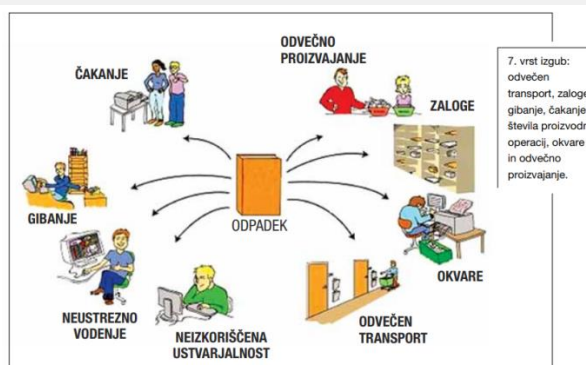 ČAKANJE
ODVEČNO
PROIZVAJANJE
ZALOGE
GIBANJE
ODPADEK
OKVARE
NEUSTREZNO
VODENJE
NEIZKORIŠČENA
USTVARJALNOST
ODVEČEN
TRANSPORT
7. vrst izgub:
odvečen
transport, zaloge
gibanje, čakanje
števila proizvodn
operacij, okvare
in odvečno
proizvajanje.